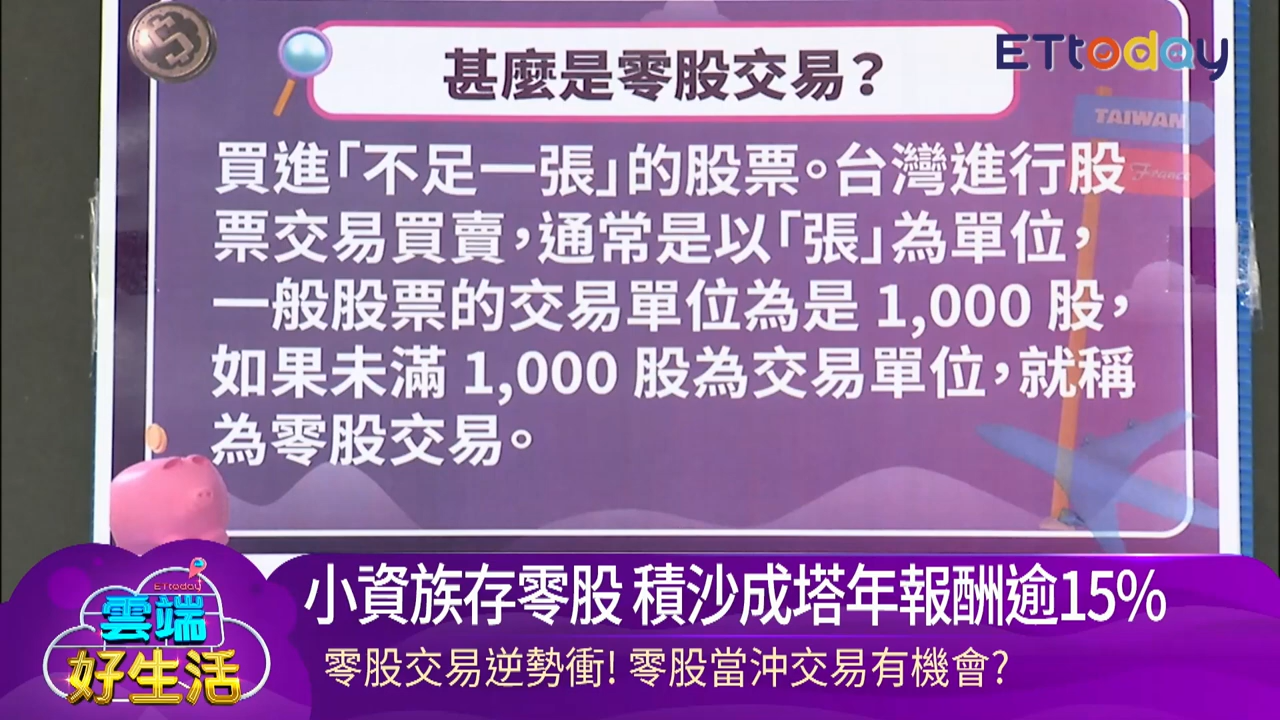 ETtoday
甚麼是零股交易？
TAIWAN
France
買進「不足一張」的股票。台灣進行股
票交易買賣，通常是以「張」為單位，
一般股票的交易單位為是 1,000 股，
如果未滿 1,000 股為交易單位，就稱
為零股交易。
ETtoday
雲端
好生活
小資族存零股 積沙成塔年報酬逾15%
零股交易逆勢衝! 零股當沖交易有機會?